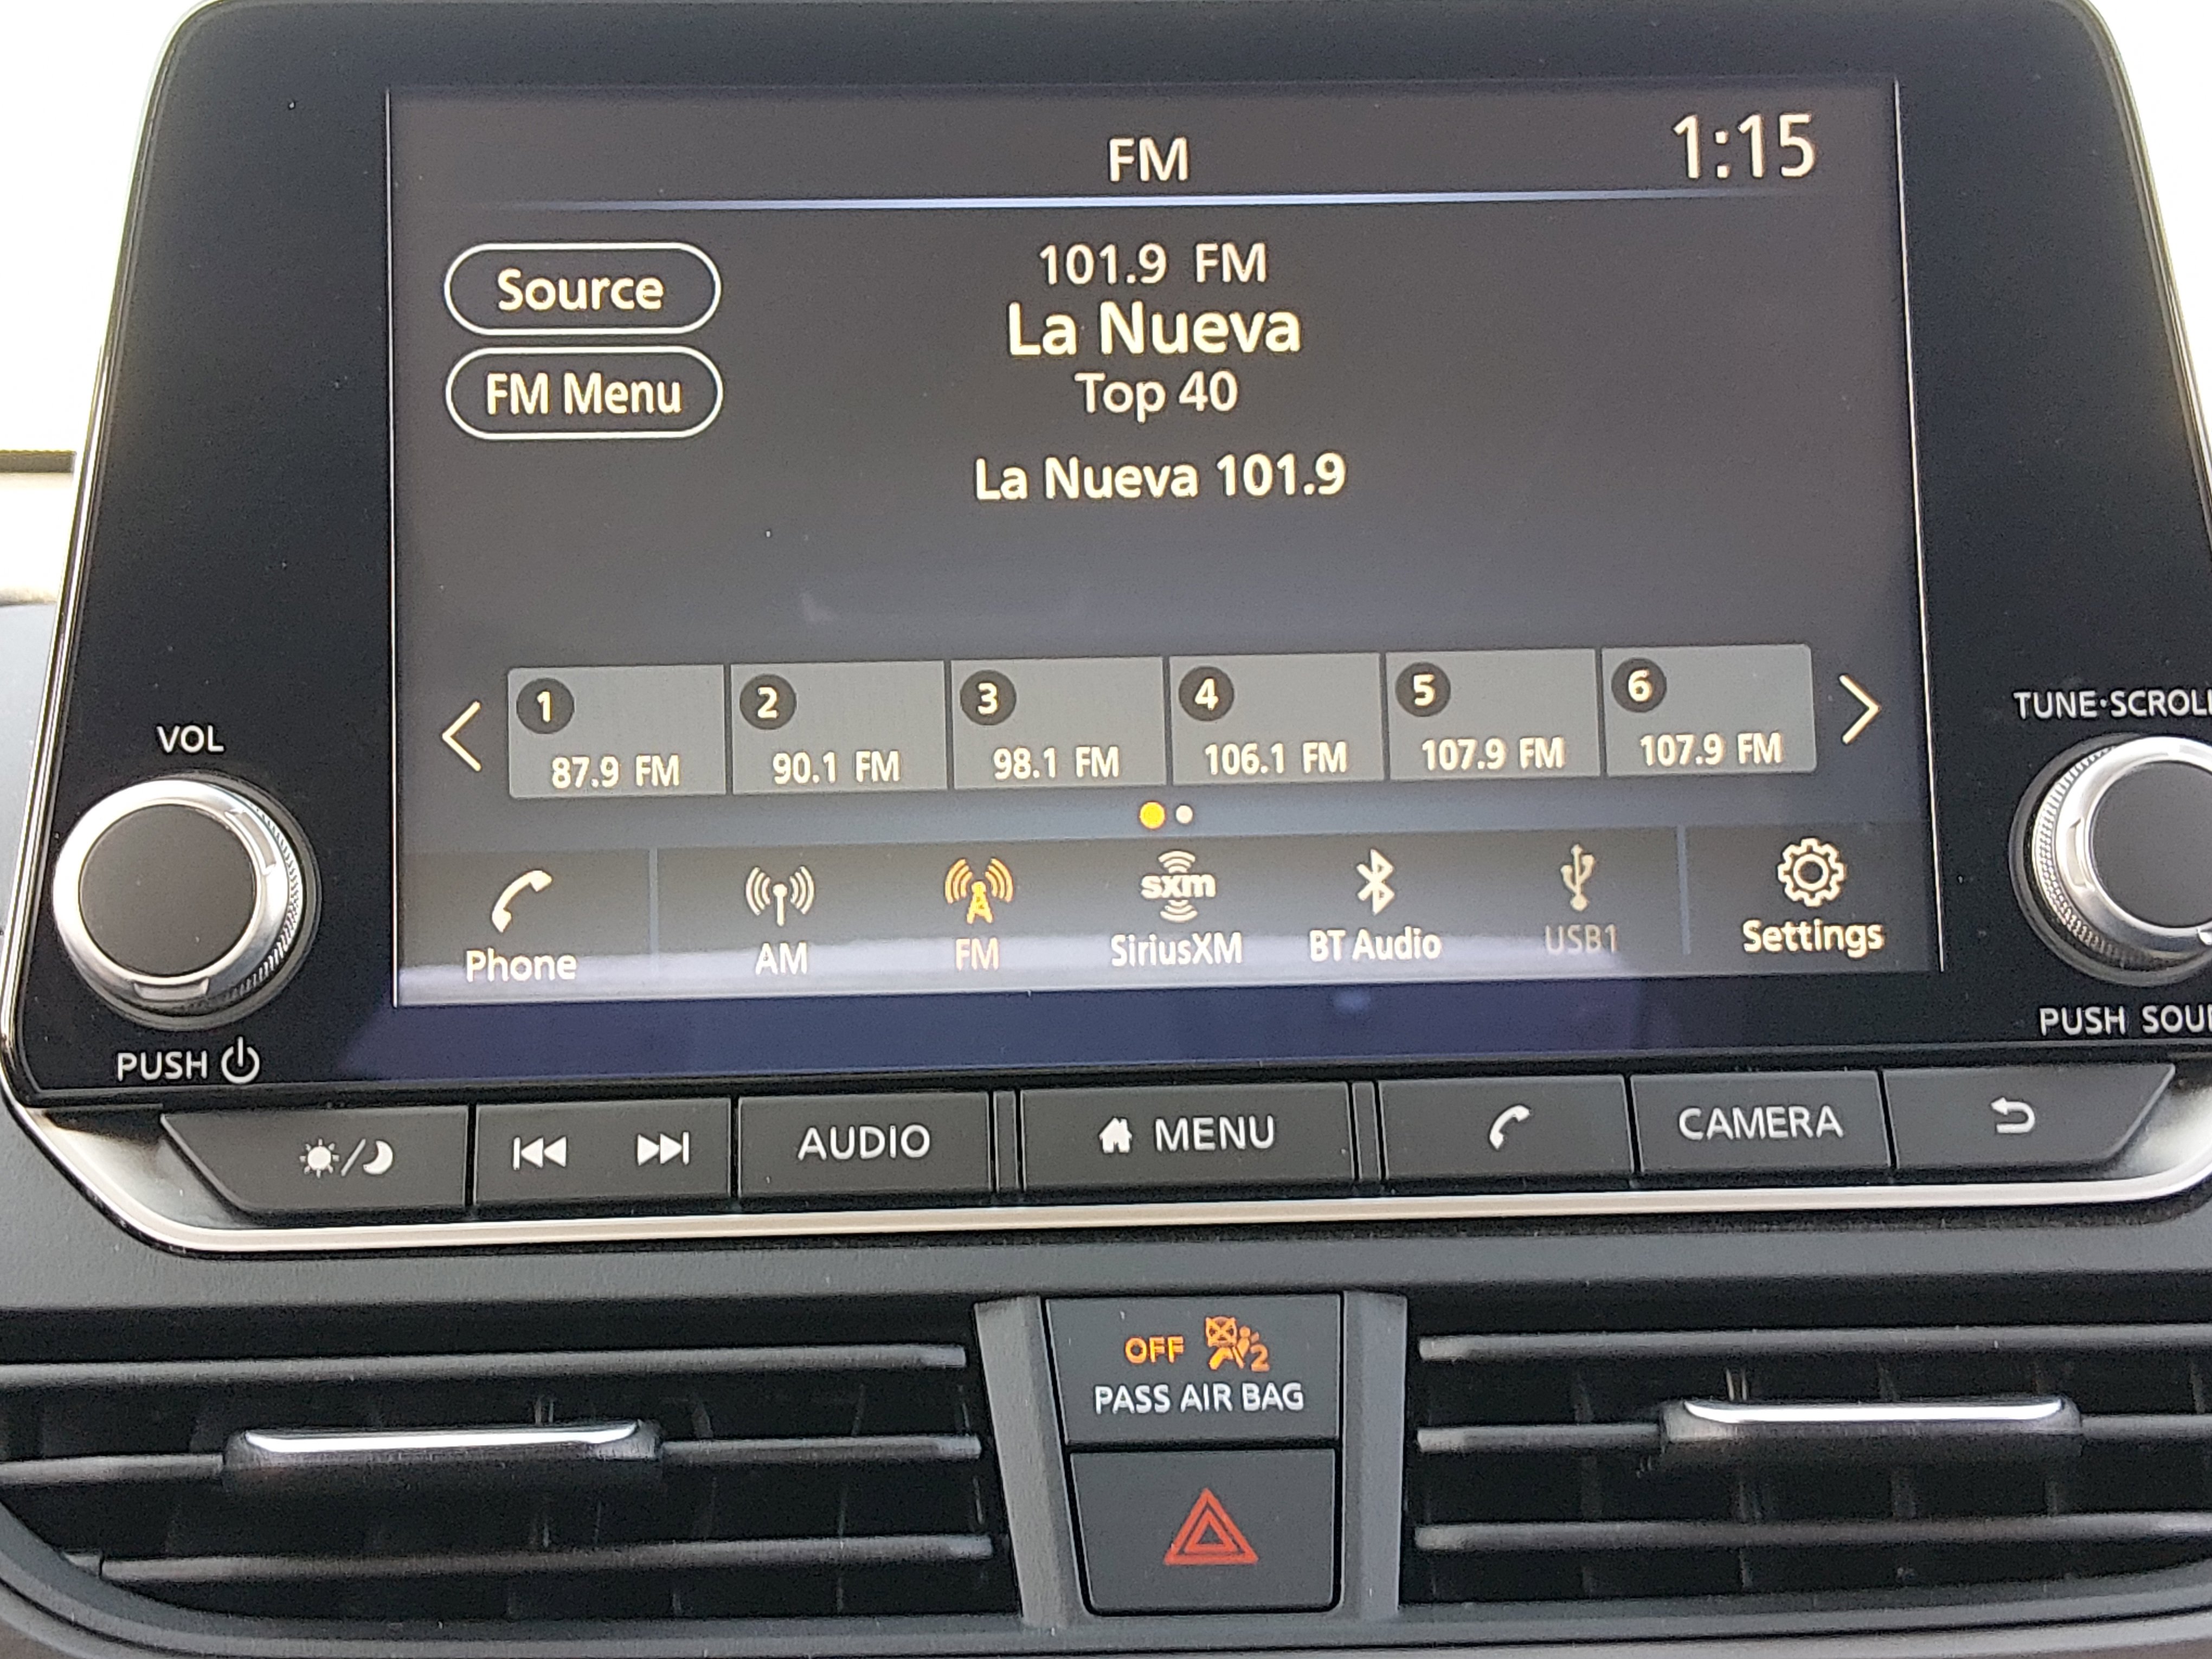 FM
1:15
Source
FM Menu
101.9 FM
La Nueva
Top 40
La Nueva 101.9
1
2
3
4
5
6
87.9 FM
90.1 FM
98.1 FM
106.1 FM
107.9 FM
107.9 FM
VOL
PUSH
TUNE·SCROLL
PUSH
Phone
AM
FM
sxm
SiriusXM
BT Audio
USB1
Settings
AUDIO
MENU
CAMERA
OFF
2
PASS AIR BAG